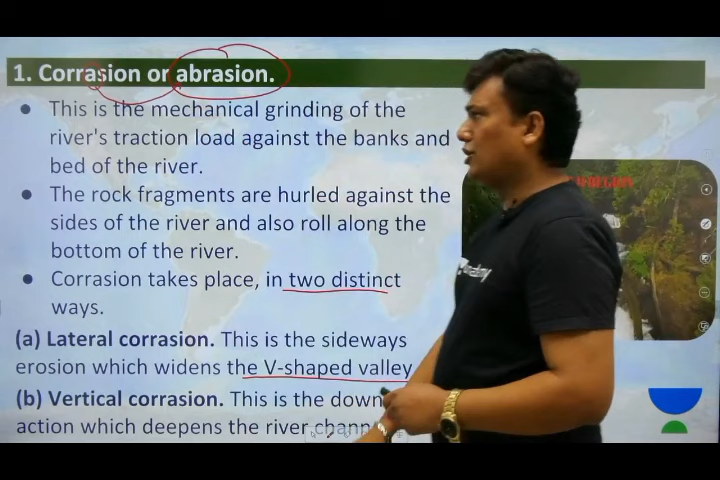 1. Corrasion or abrasion.
This is the mechanical grinding of the
river's traction load against the banks and
bed of the river.
The rock fragments are hurled against the
sides of the river and also roll along the
bottom of the river.
Corrasion takes place, in two distinct
ways.
(a) Lateral corrasion. This is the sideways
erosion which widens the V-shaped valley
(b) Vertical corrasion. This is the down
action which deepens the river chann